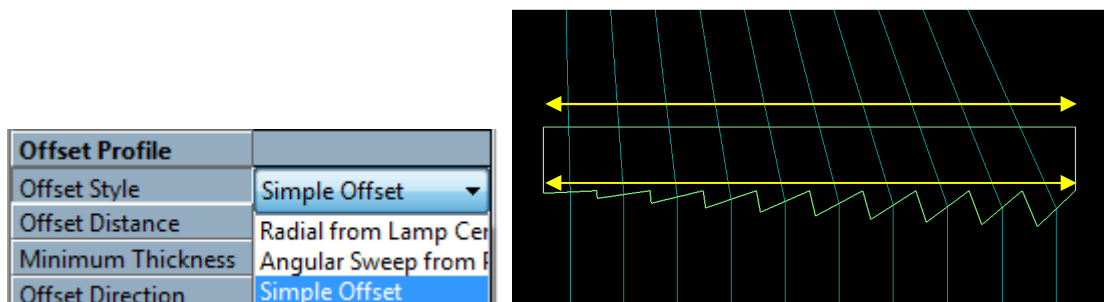 Offset Profile
Offset Style Simple Offset
Offset Distance Radial from Lamp
Minimum Thickness Angular Sweep from
Offset Direction Simple Offset